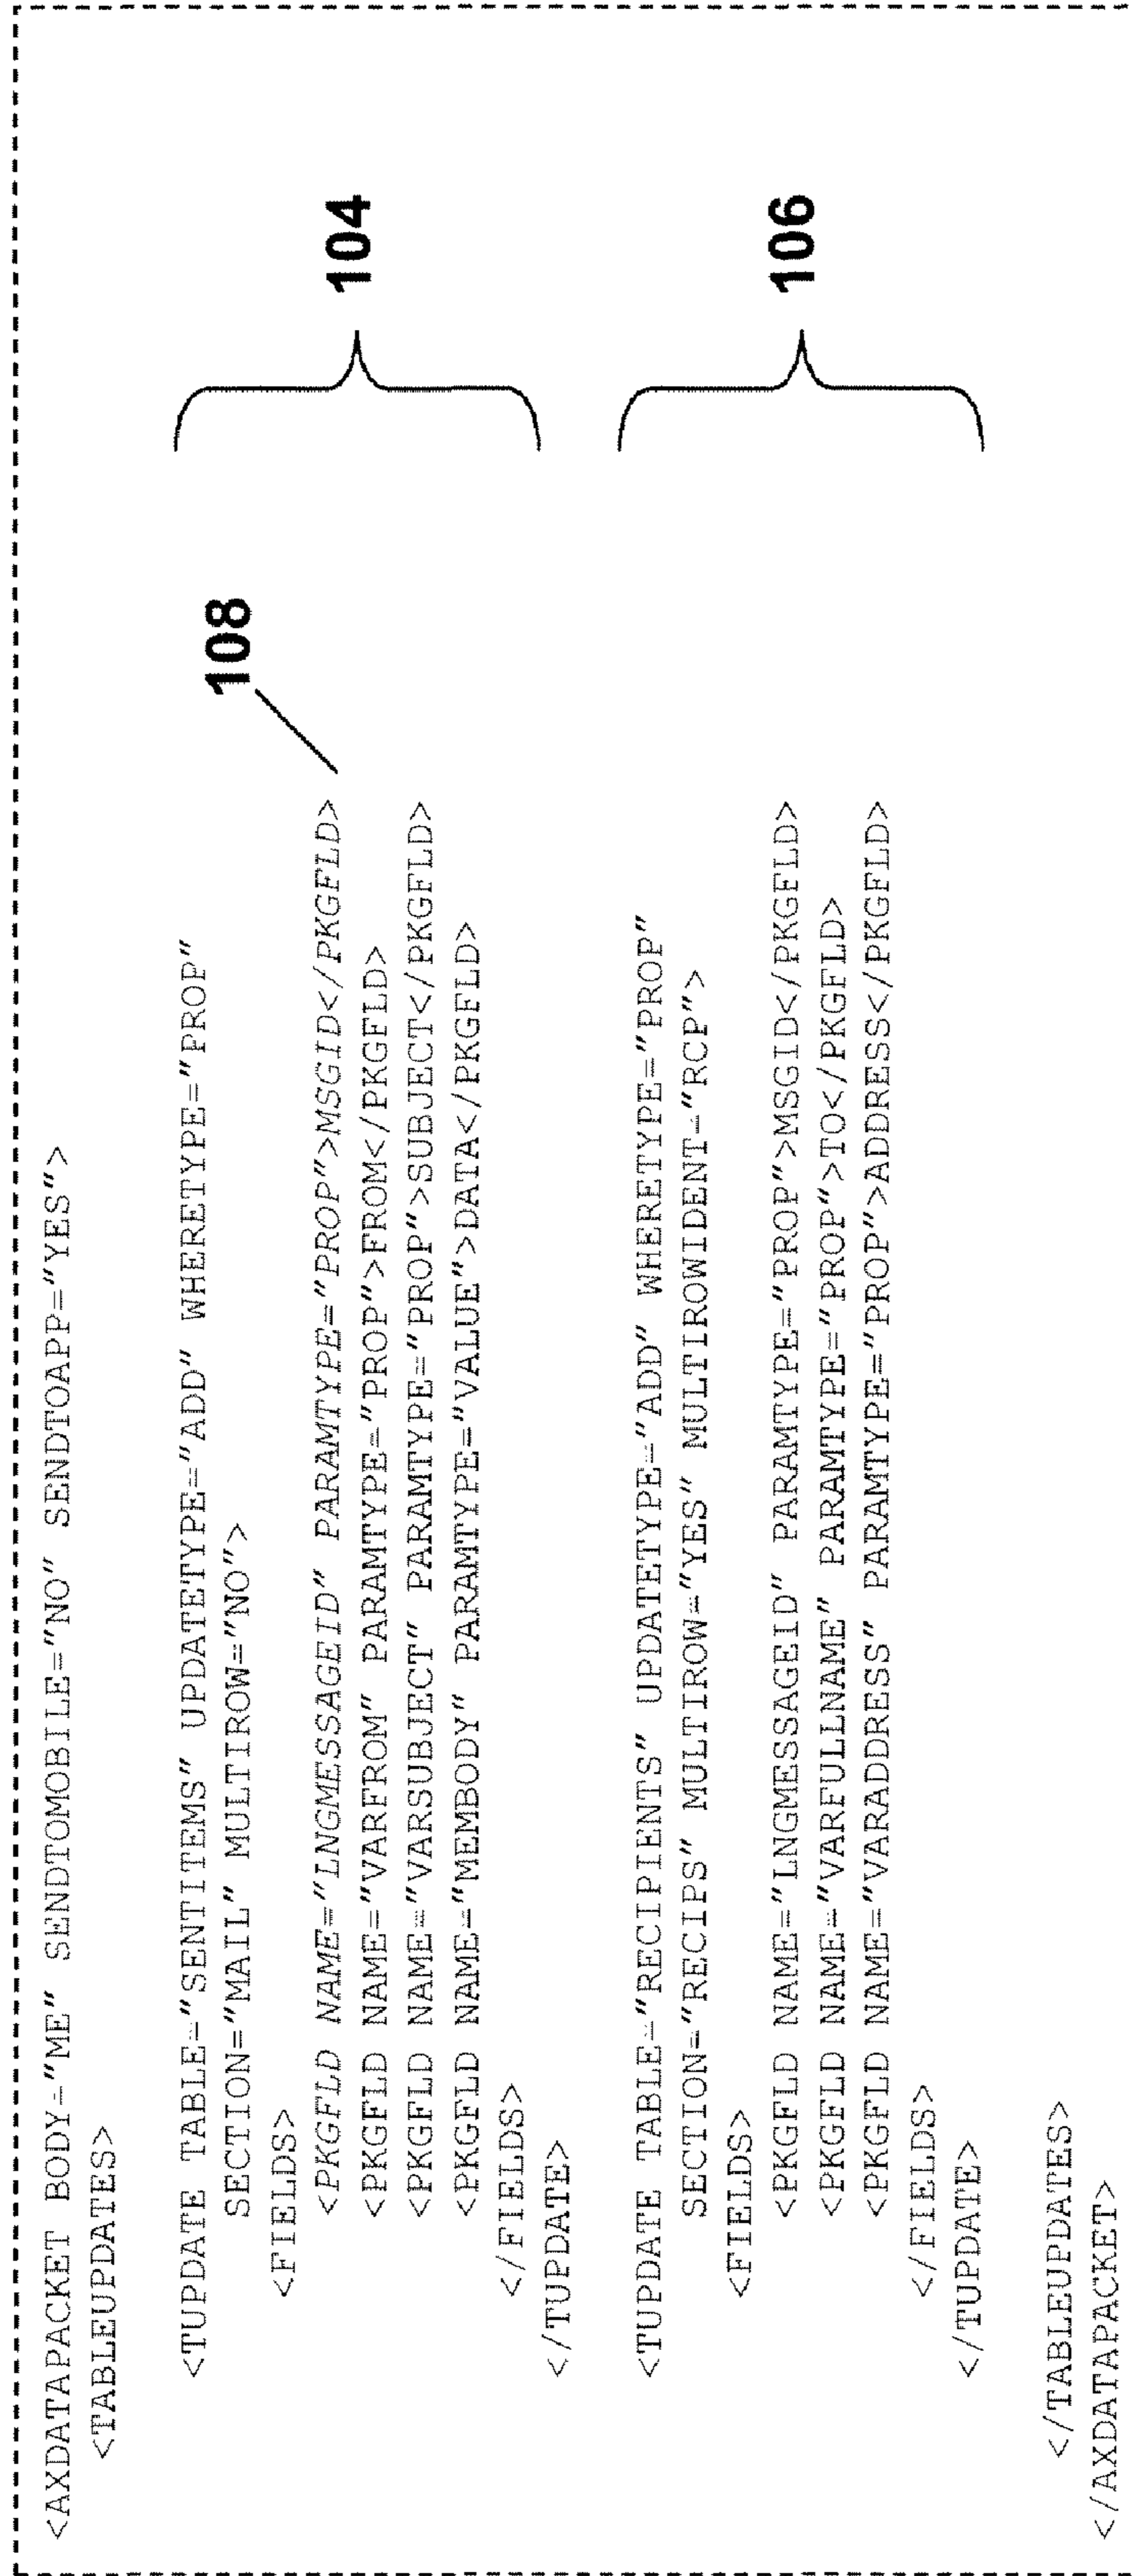 <AXDATAPACKET BODY="ME" SENDTOMOBILE="NO" SENDTOAPP="YES">
<TABLEUPDATES>
<TUPDATE TABLE="SENTITEMS" UPDATETYPE="ADD" WHERETYPE="PROP"
SECTION="MAIL" MULTIROW="NO">
<FIELDS>
<PKGFLD NAME="LNGMESSAGEID" PARAMTYPE="PROP">MSGID</PKGFLD>
<PKGFLD NAME="VARFROM" PARAMTYPE="PROP">FROM</PKGFLD>
<PKGFLD NAME="VARSUBJECT" PARAMTYPE="PROP">SUBJECT</PKGFLD>
<PKGFLD NAME="MEMBODY" PARAMTYPE="VALUE">DATA</PKGFLD>
</FIELDS>
</TUPDATE>
108
104
<TUPDATE TABLE="RECIPIENTS" UPDATETYPE="ADD" WHERETYPE="PROP"
SECTION="RECIPS" MULTIROW="YES" MULTIROWIDENT="RCP">
<FIELDS>
<PKGFLD NAME="LNGMESSAGEID" PARAMTYPE="PROP">MSGID</PKGFLD>
<PKGFLD NAME="VARFULLNAME" PARAMTYPE="PROP">TO</PKGFLD>
<PKGFLD NAME="VARADDRESS" PARAMTYPE="PROP">ADDRESS</PKGFLD>
</FIELDS>
</TUPDATE>
106
</TABLEUPDATES>
</AXDATAPACKET>